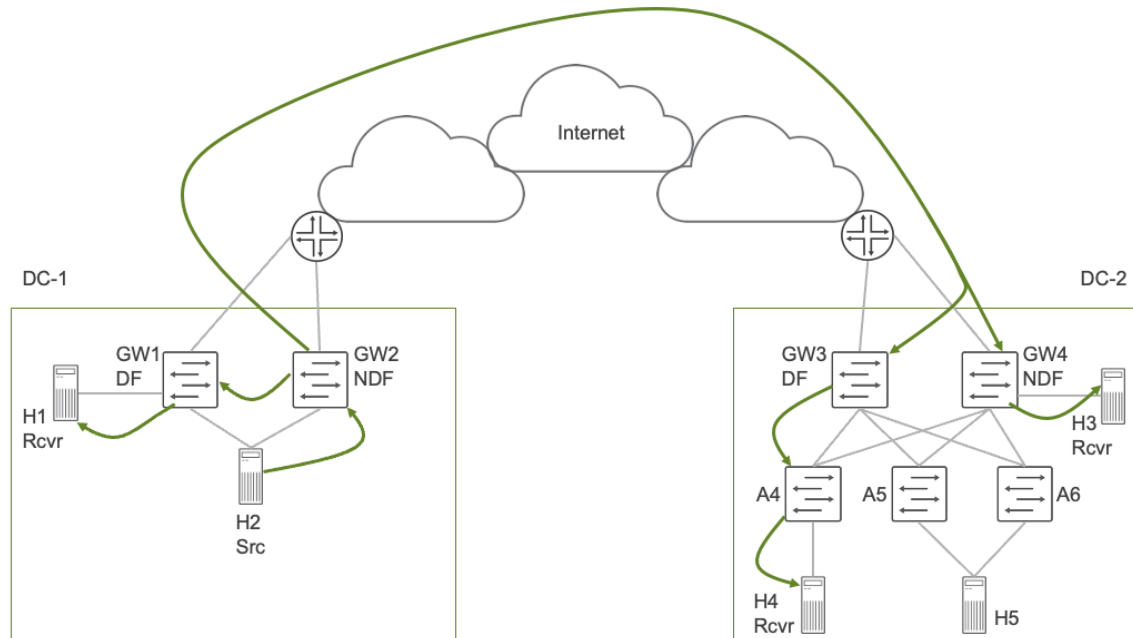 Internet
DC-1
DC-2
GW1
DF
GW2
NDF
GW3
DF
GW4
NDF
H1
Rcvr
H3
Rcvr
H2
Src
A4
A5
A6
H4
Rcvr
H5